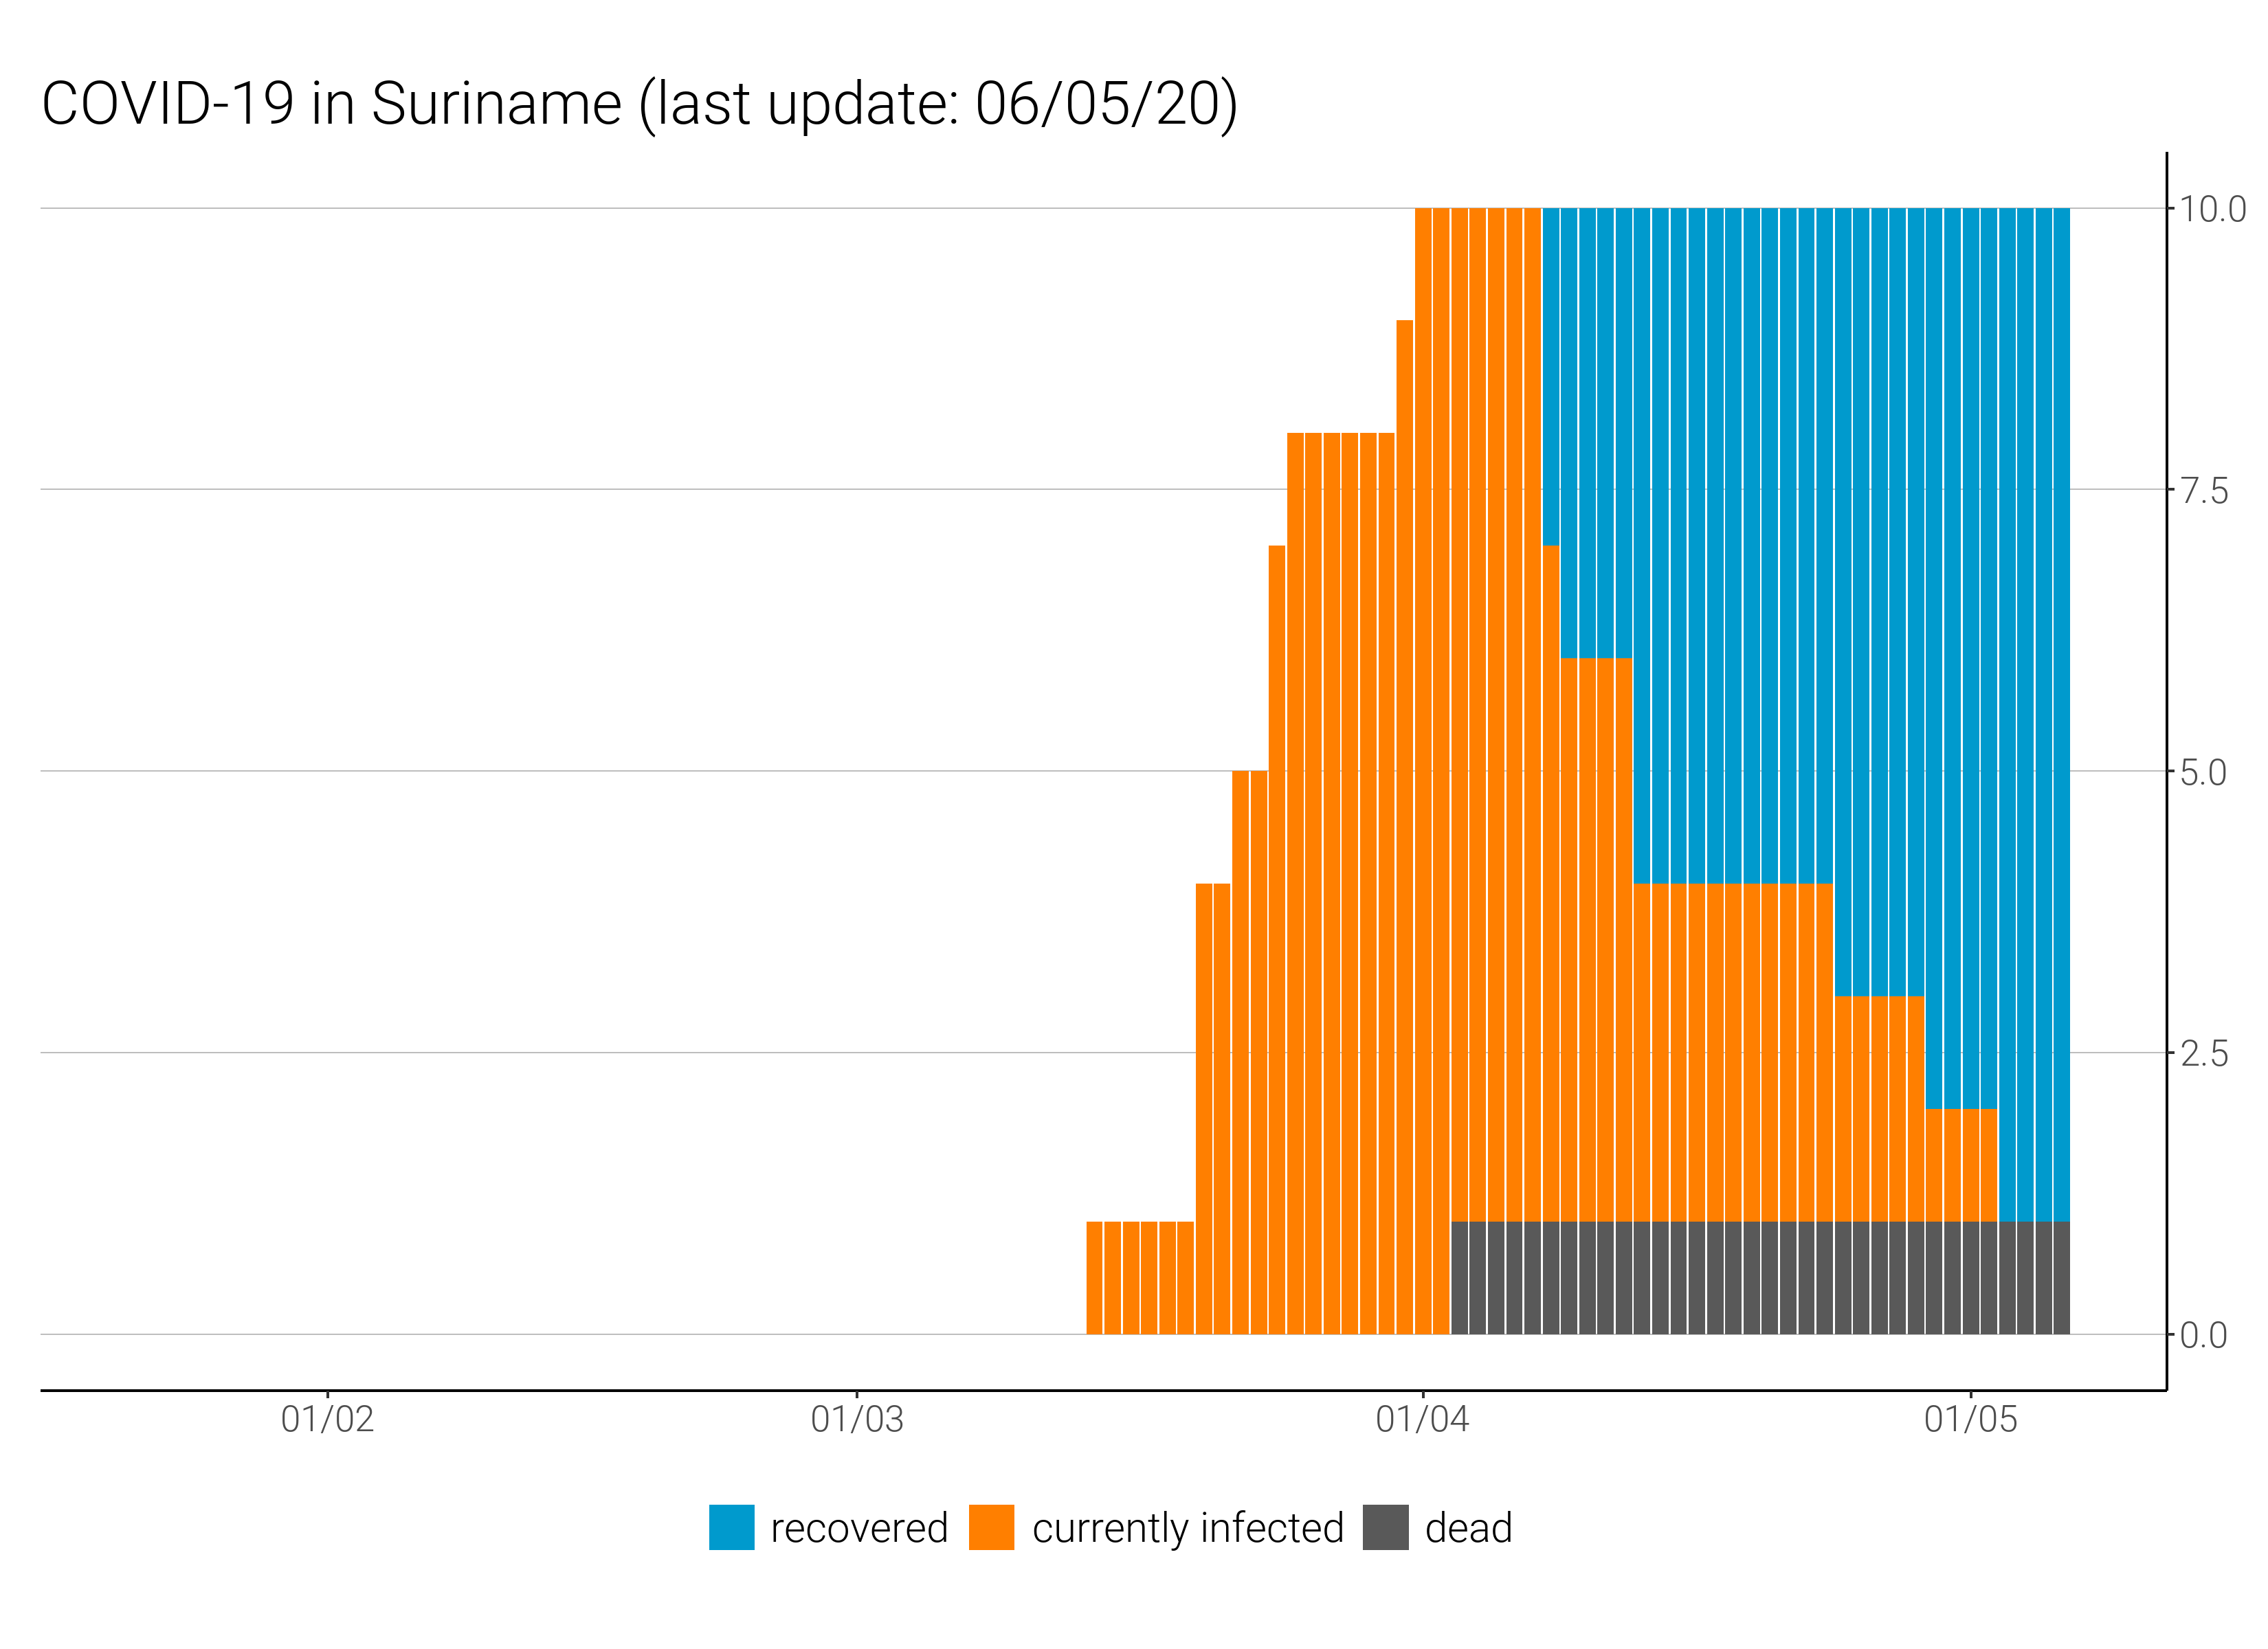 COVID-19 in Suriname (last update: 06/05/20)
10.0
7.5
5.0
2.5
0.0
01/02 01/03 01/04 01/05
recovered currently infected dead